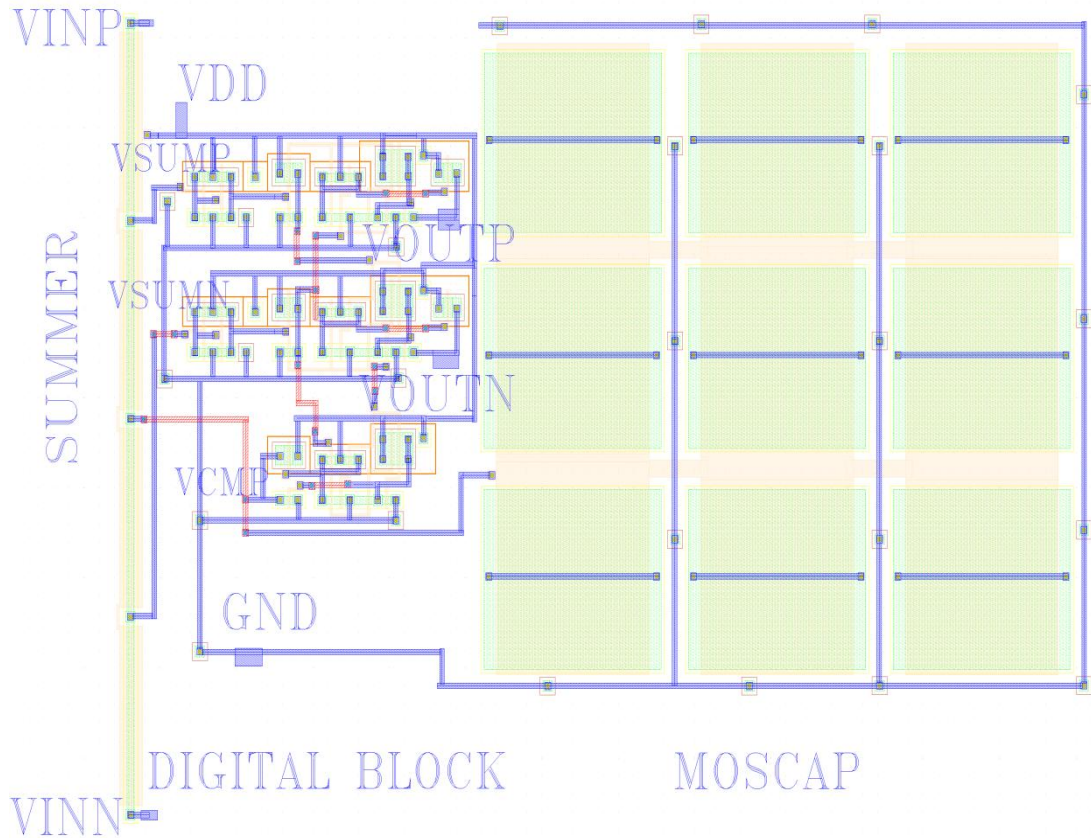 VINP
VDD
VSUMP
VOUTP
SUMMER
VSUMN
VOUTN
VCMP
GND
DIGITAL BLOCK
MOSCAP
VINN